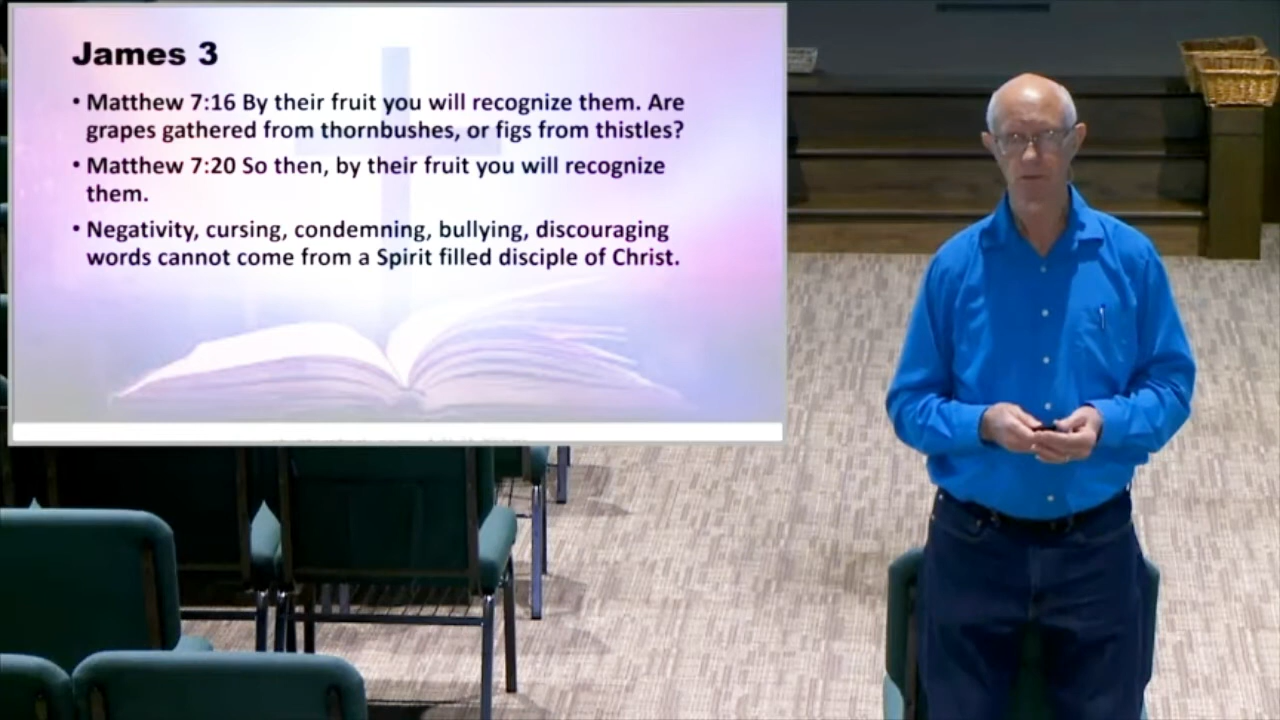 James 3
• Matthew 7:16 By their fruit you will recognize them. Are
grapes gathered from thornbushes, or figs from thistles?
• Matthew 7:20 So then, by their fruit you will recognize
them.
• Negativity, cursing, condemning, bullying, discouraging
words cannot come from a Spirit filled disciple of Christ.